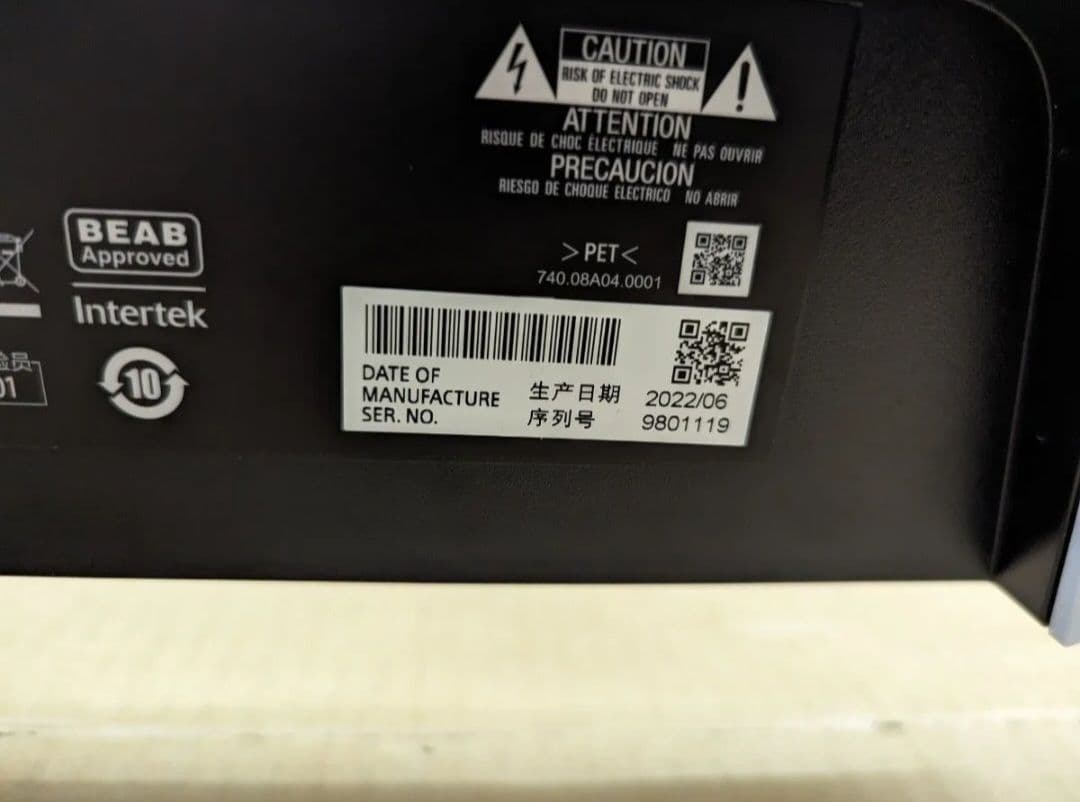 CAUTION
RISK OF ELECTRIC SHOCK
DO NOT OPEN
ATTENTION
RISQUE DE CHOC ÉLECTRIQUE NE PAS OUVRIR
PRECAUCION
RIESGO DE CHOQUE ELECTRICO NO ABRIR
BEAB
Approved
Intertek
>PET<
740.08A04.0001
10
01
DATE OF
MANUFACTURE 生产日期 2022/06
SER. NO. 序列号 9801119